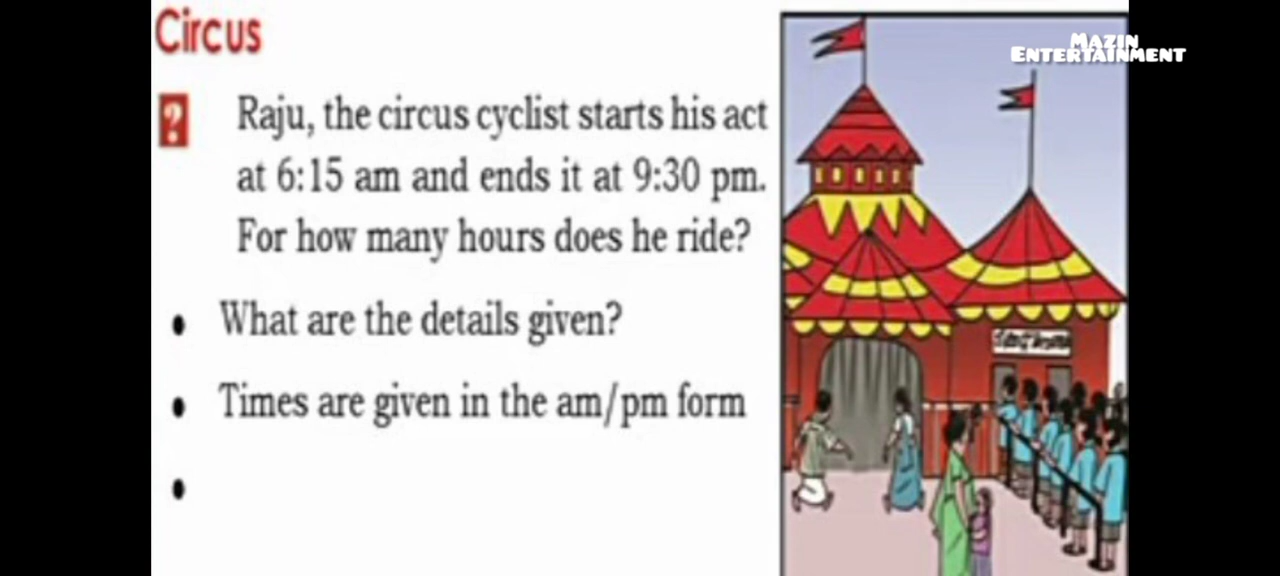 Circus
MAZIN
ENTERTAINMENT
? Raju, the circus cyclist starts his act
at 6:15 am and ends it at 9:30 pm.
For how many hours does he ride?
• What are the details given?
• Times are given in the am/pm form
•